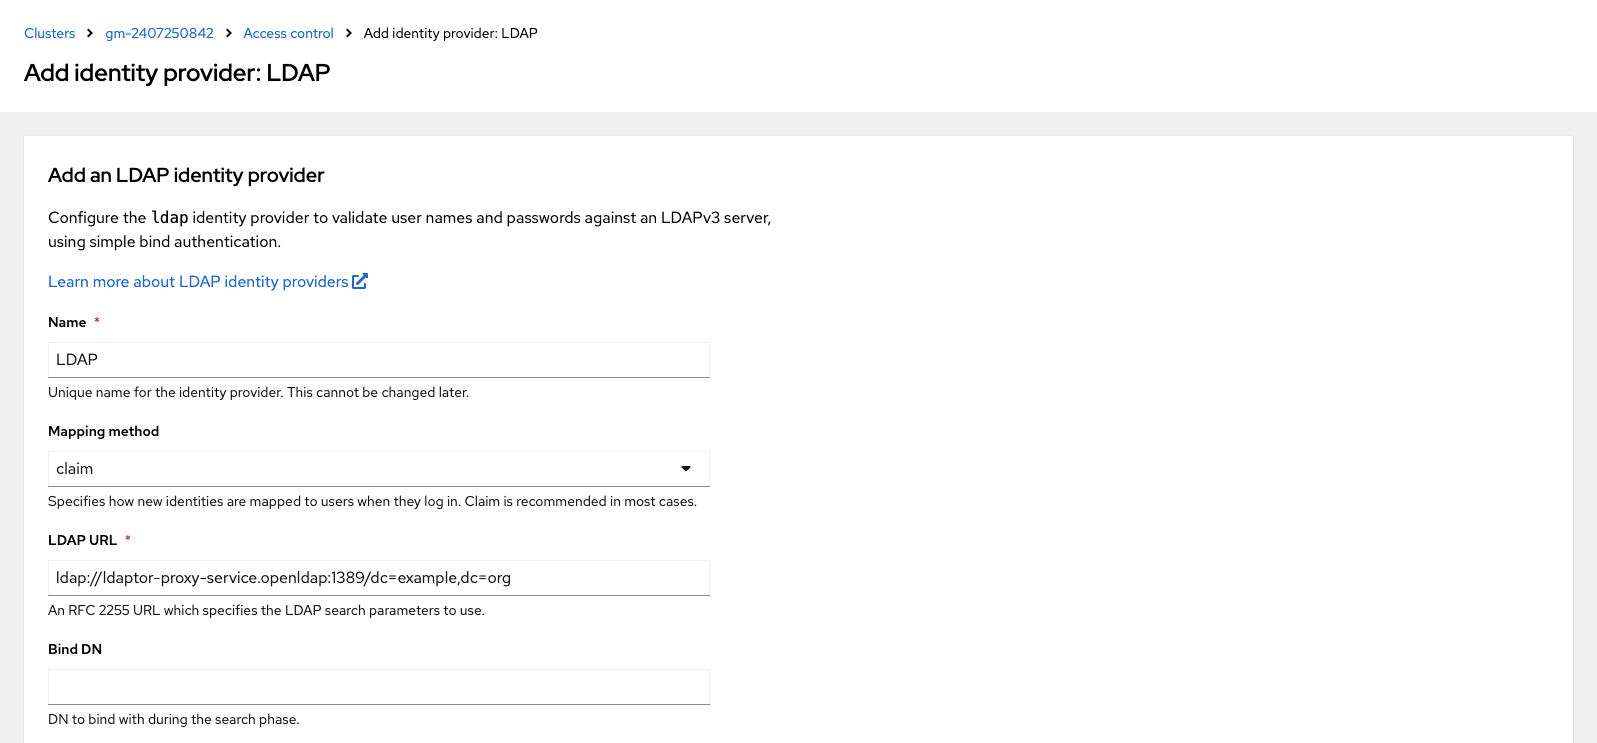 Clusters > gm-2407250842 > Access control > Add identity provider: LDAP
Add identity provider: LDAP
Add an LDAP identity provider
Configure the ldap identity provider to validate user names and passwords against an LDAPv3 server,
using simple bind authentication.
Learn more about LDAP identity providers
Name *
LDAP
Unique name for the identity provider. This cannot be changed later.
Mapping method
claim
Specifies how new identities are mapped to users when they log in. Claim is recommended in most cases.
LDAP URL *
ldap://ldaptor-proxy-service.openldap:1389/dc=example,dc=org
An RFC 2255 URL which specifies the LDAP search parameters to use.
Bind DN
DN to bind with during the search phase.